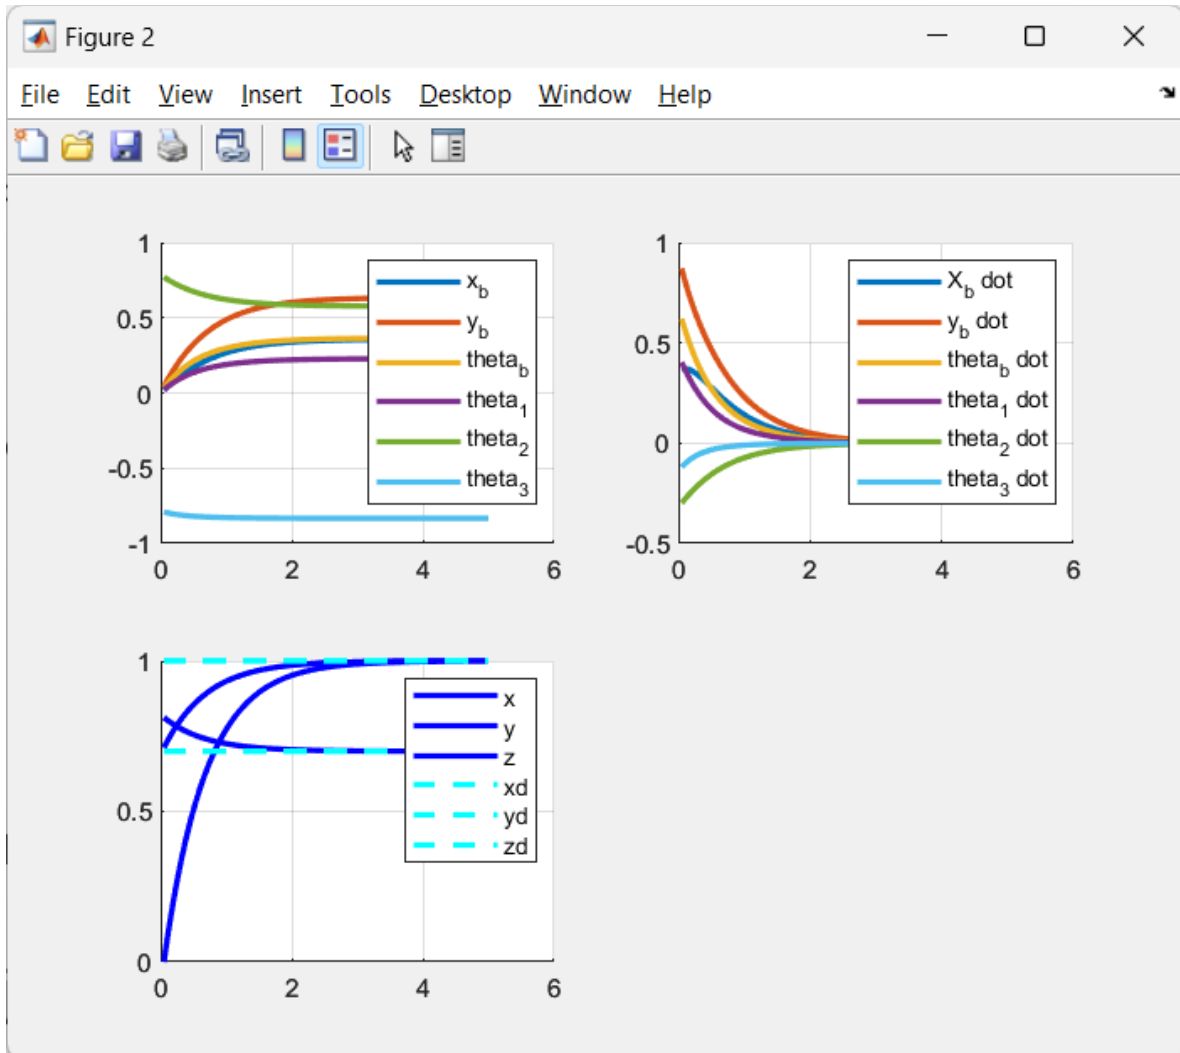 Figure 2
File Edit View Insert Tools Desktop Window Help
1
0.5
0
-0.5
-1
0 2 4 6
x_b
y_b
theta_b
theta_1
theta_2
theta_3
1
0.5
0
-0.5
0 2 4 6
X_b dot
y_b dot
theta_b dot
theta_1 dot
theta_2 dot
theta_3 dot
1
0.5
0
0 2 4 6
x
y
z
xd
yd
zd